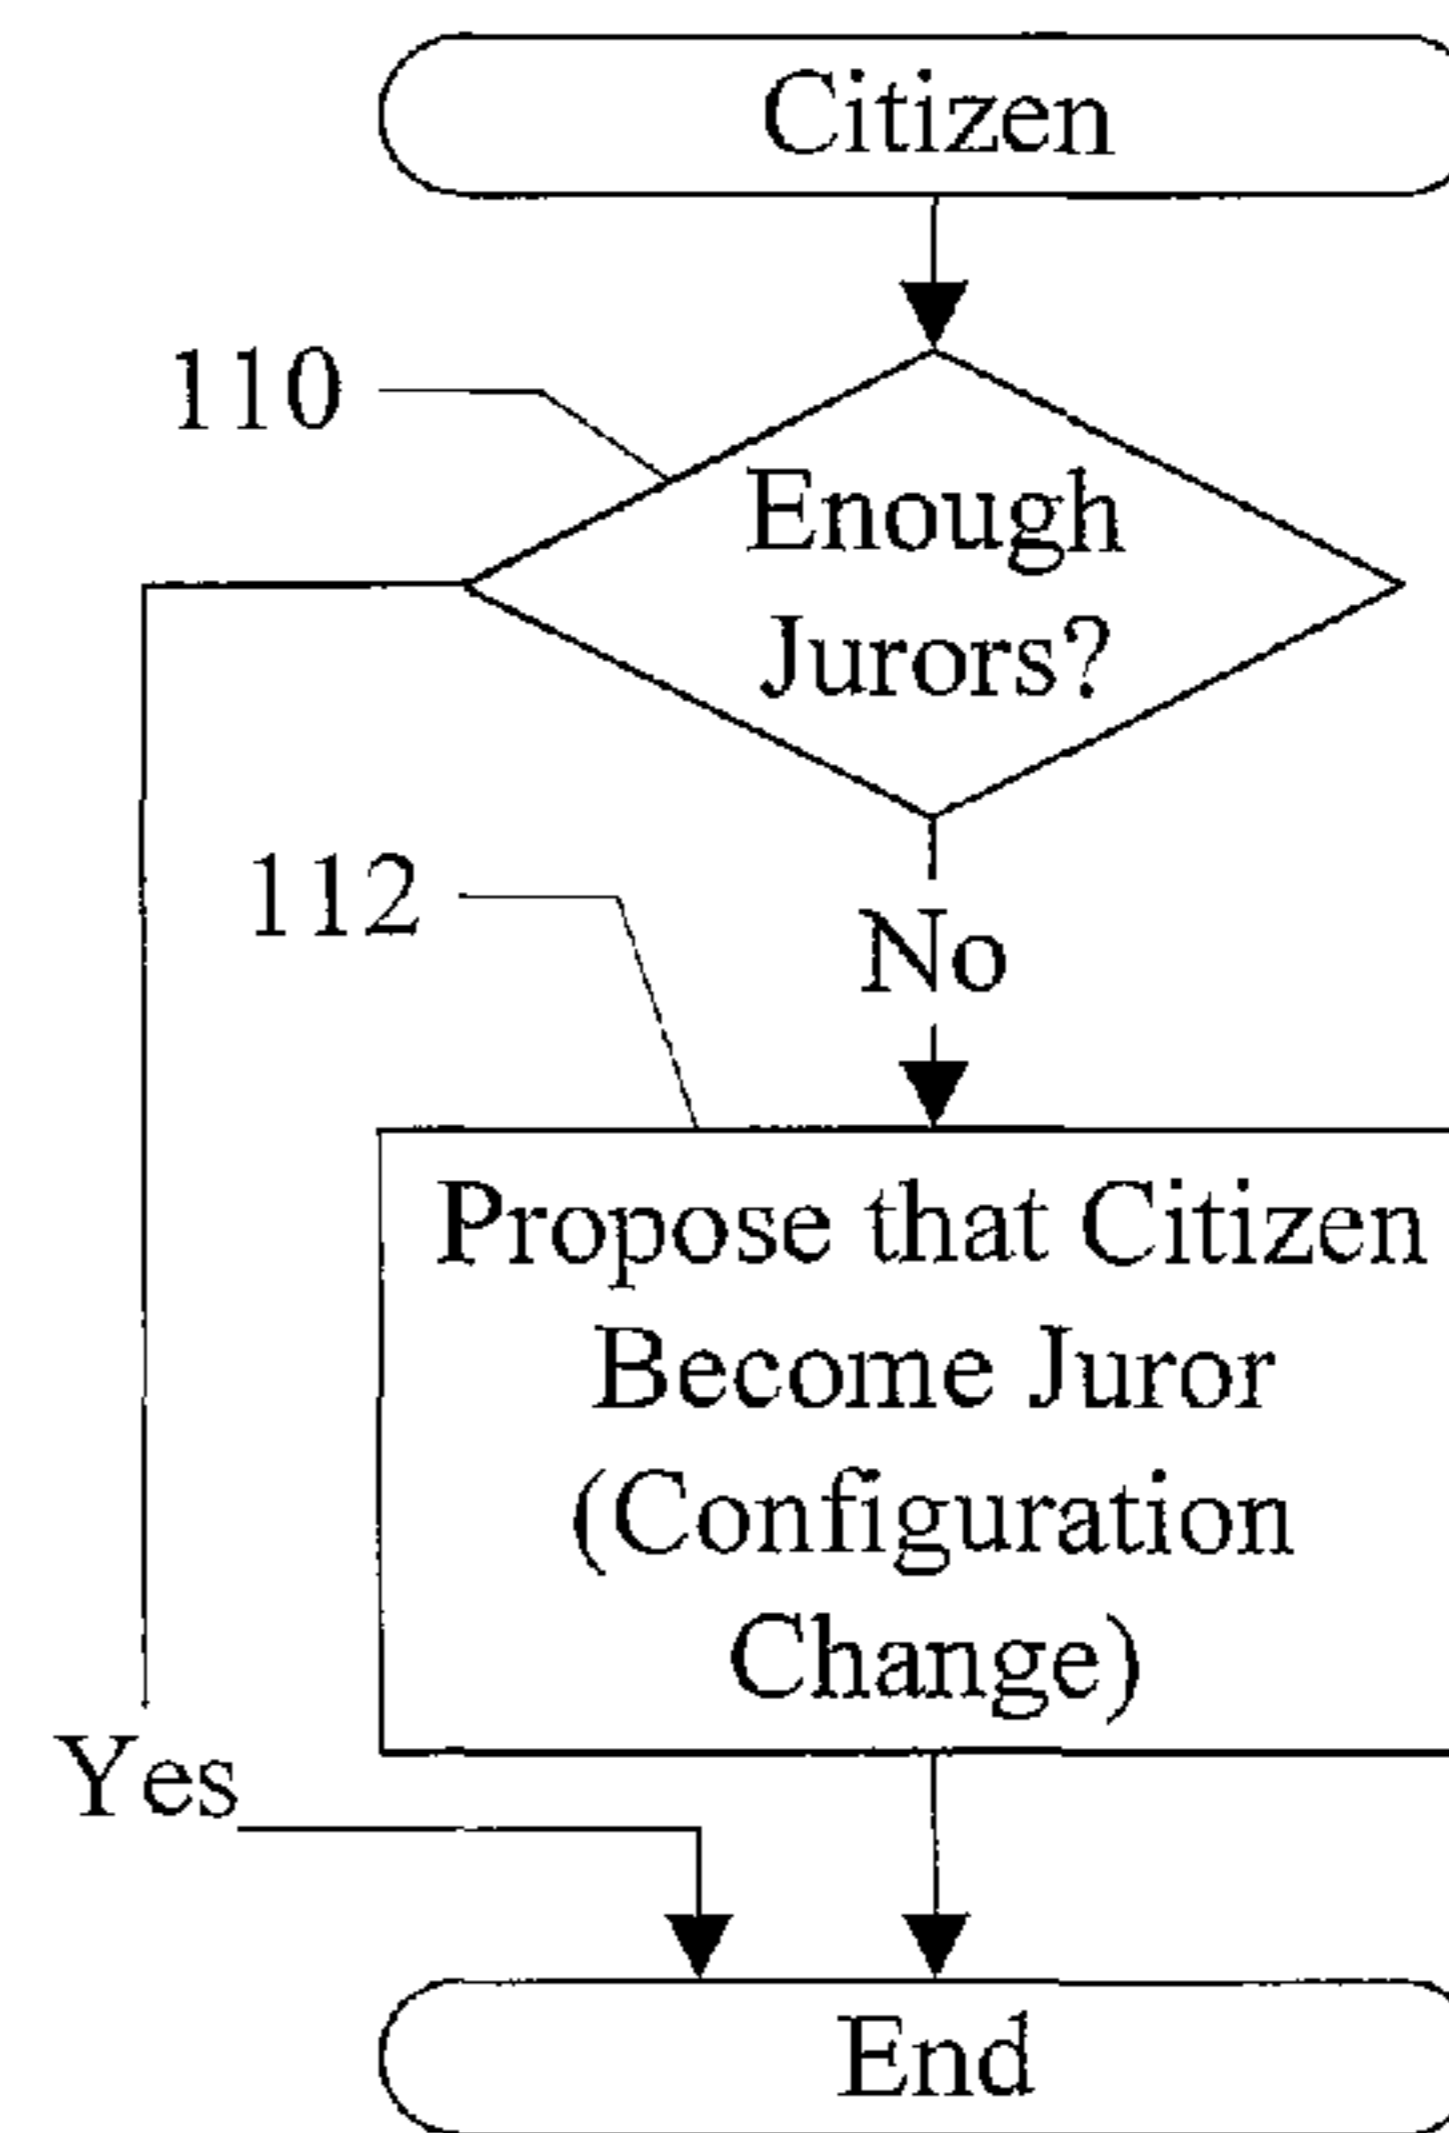 Citizen
110
Enough
Jurors?
112
No
Propose that Citizen
Become Juror
(Configuration
Change)
Yes
End